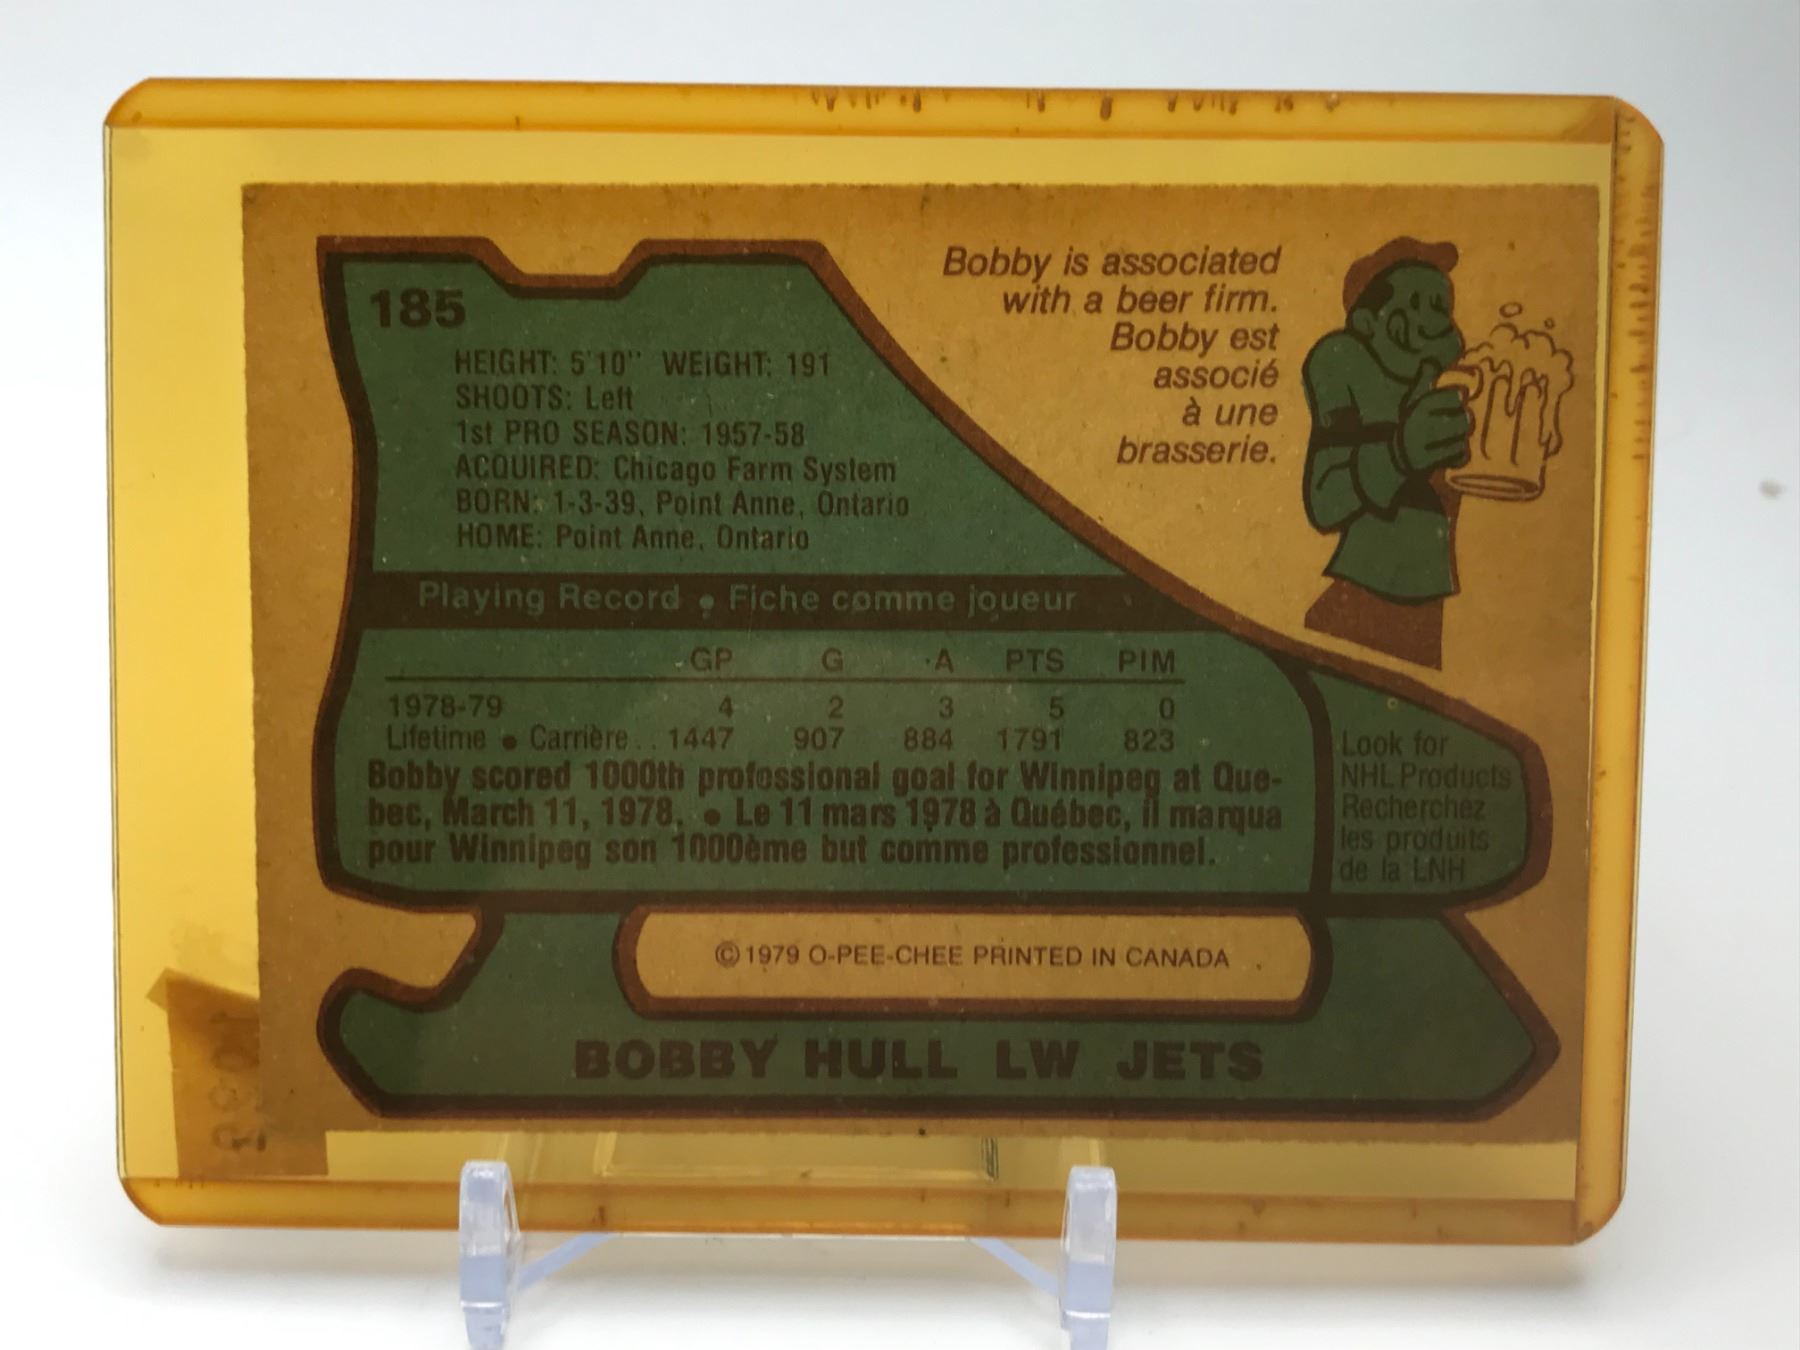 185
HEIGHT: 5'10" WEIGHT: 191
SHOOTS: Left
1st PRO SEASON: 1957-58
ACQUIRED: Chicago Farm System
BORN: 1-3-39, Point Anne, Ontario
HOME: Point Anne, Ontario
Bobby is associated
with a beer firm.
Bobby est
associé
à une
brasserie.
Playing Record • Fiche comme joueur
GP G A PTS PIM
1978-79 4 2 3 5 0
Lifetime • Carrière.. 1447 907 884 1791 823
Bobby scored 1000th professional goal for Winnipeg at Que-
bec, March 11, 1978. • Le 11 mars 1978 à Québec, il marqua
pour Winnipeg son 1000ème but comme professionnel.
Look for
NHL Products
Recherchez
les produits
de la LNH
© 1979 O-PEE-CHEE PRINTED IN CANADA
BOBBY HULL LW JETS